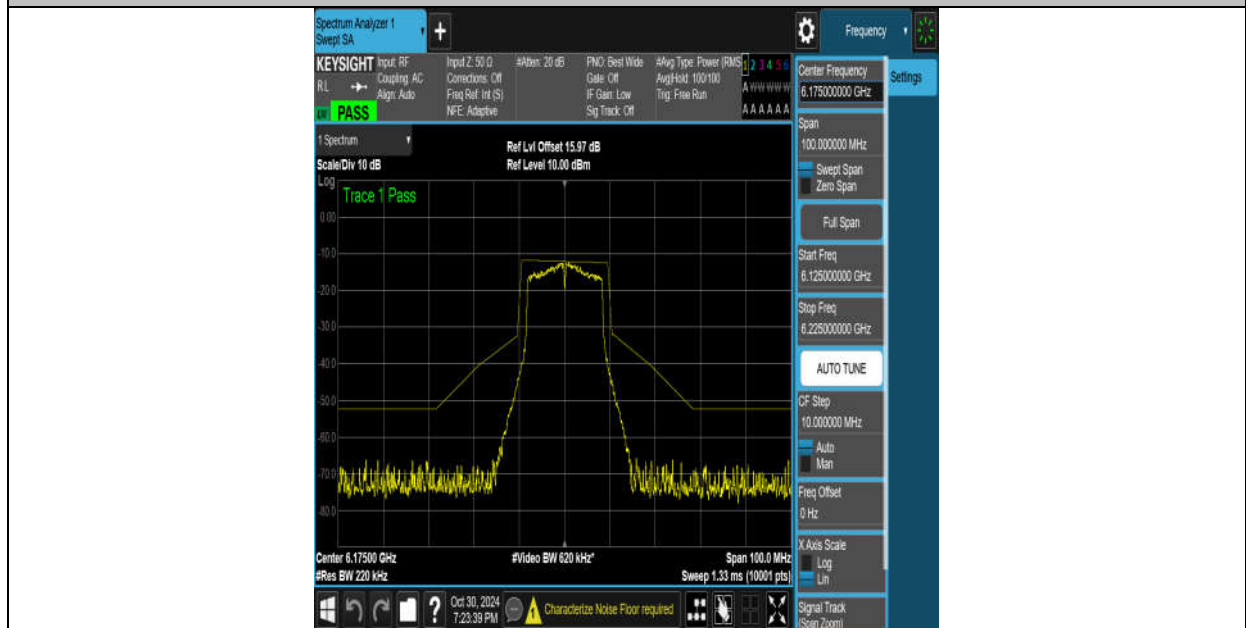 Spectrum Analyzer 1
Swept SA
Frequency
KEYSIGHT
RL
PASS
Input: RF
Coupling: AC
Align: Auto
Input Z: 50 Ω
Corrections: Off
Freq Ref: Int (S)
NFE: Adaptive
#Atten: 20 dB
PNO: Best Wide
Gate: Off
IF Gain: Low
Sig Track: Off
#Avg Type: Power (RMS
Avg|Hold: 100/100
Trig: Free Run
1 2 3 4 5 6
A W W W W W
A A A A A A
Center Frequency
6.175000000 GHz
Settings
Span
100.000000 MHz
Swept Span
Zero Span
Full Span
Start Freq
6.125000000 GHz
Stop Freq
6.225000000 GHz
AUTO TUNE
CF Step
10.000000 MHz
Auto
Man
Freq Offset
0 Hz
X Axis Scale
Log
Lin
Signal Track
(Span Zoom)
1 Spectrum
Scale/Div 10 dB
Ref Lvl Offset 15.97 dB
Ref Level 10.00 dBm
Log
Trace 1 Pass
0.00
-10.0
-20.0
-30.0
-40.0
-50.0
-60.0
-70.0
-80.0
Center 6.17500 GHz
#Res BW 220 kHz
#Video BW 620 kHz*
Span 100.0 MHz
Sweep 1.33 ms (10001 pts)
?
Oct 30, 2024
7:23:39 PM
Characterize Noise Floor required